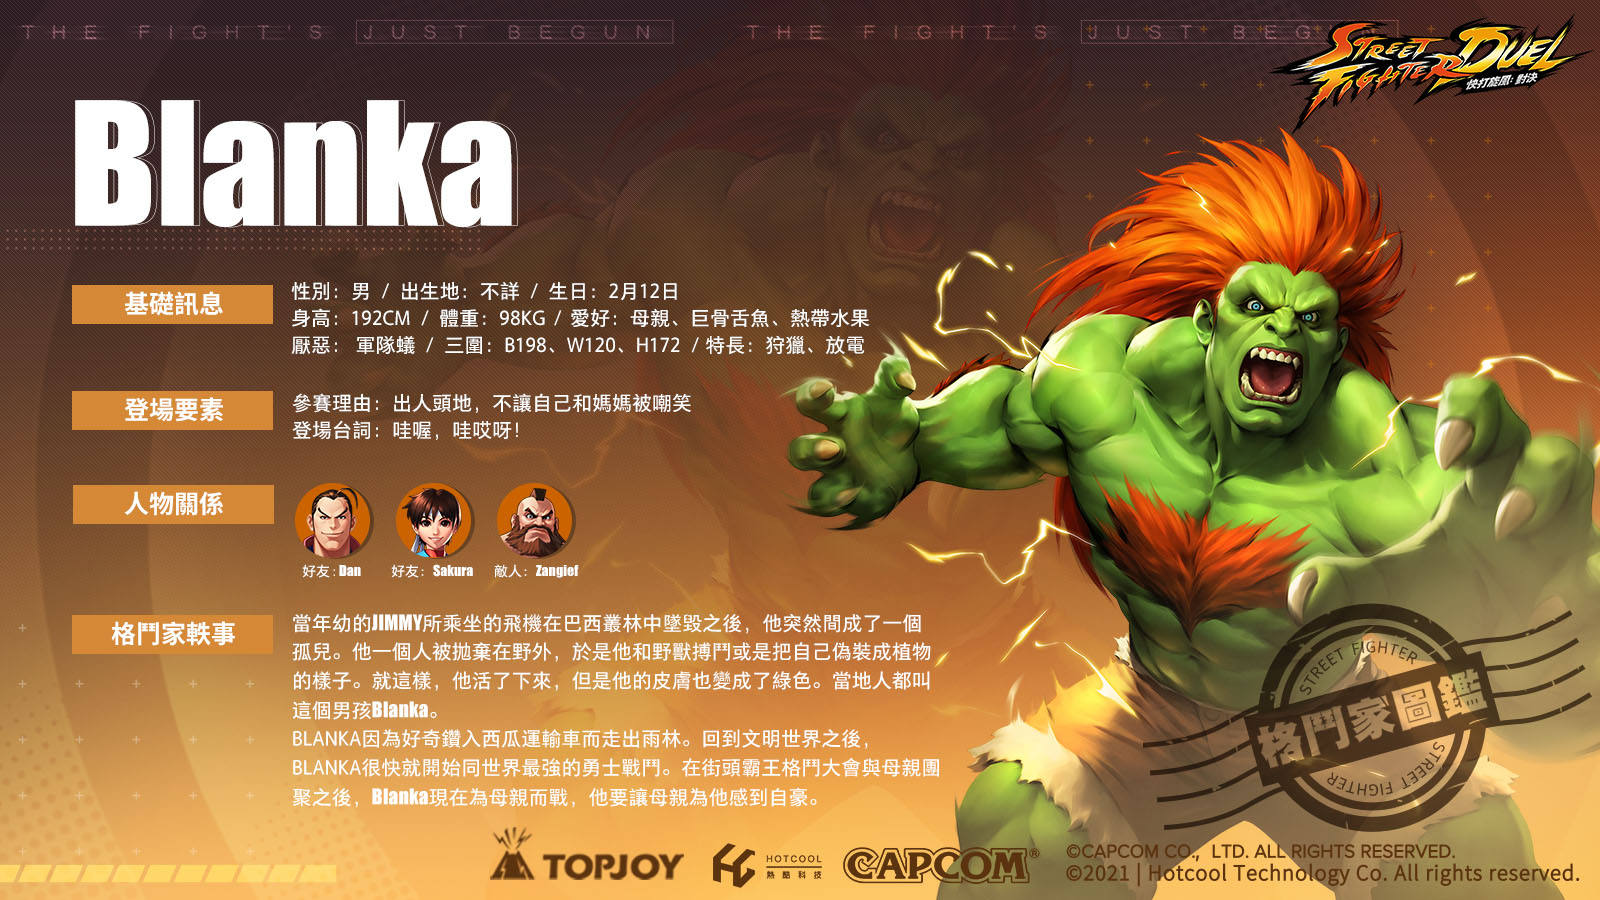 THE FIGHT'S JUST BEGUN THE FIGHT'S JUST BEG
STREET FIGHTER DUEL
快打旋風:對決
Blanka
基礎訊息
性別：男 / 出生地：不詳 / 生日：2月12日
身高：192CM / 體重：98KG / 愛好：母親、巨骨舌魚、熱帶水果
厭惡： 軍隊蟻 / 三圍：B198、W120、H172 / 特長：狩獵、放電
登場要素
參賽理由：出人頭地，不讓自己和媽媽被嘲笑
登場台詞：哇喔，哇哎呀！
人物關係
好友：Dan 好友：Sakura 敵人：Zangief
格鬥家軼事
當年幼的JIMMY所乘坐的飛機在巴西叢林中墜毀之後，他突然間成了一個
孤兒。他一個人被拋棄在野外，於是他和野獸搏鬥或是把自己偽裝成植物
的樣子。就這樣，他活了下來，但是他的皮膚也變成了綠色。當地人都叫
這個男孩Blanka。
BLANKA因為好奇鑽入西瓜運輸車而走出雨林。回到文明世界之後，
BLANKA很快就開始同世界最強的勇士戰鬥。在街頭霸王格鬥大會與母親團
聚之後，Blanka現在為母親而戰，他要讓母親為他感到自豪。
STREET FIGHTER
格鬥家圖鑑
STREET FIGHTER
TOPJOY
HOTCOOL
熱酷科技
CAPCOM®
©CAPCOM CO., LTD. ALL RIGHTS RESERVED.
©2021 | Hotcool Technology Co. All rights reserved.